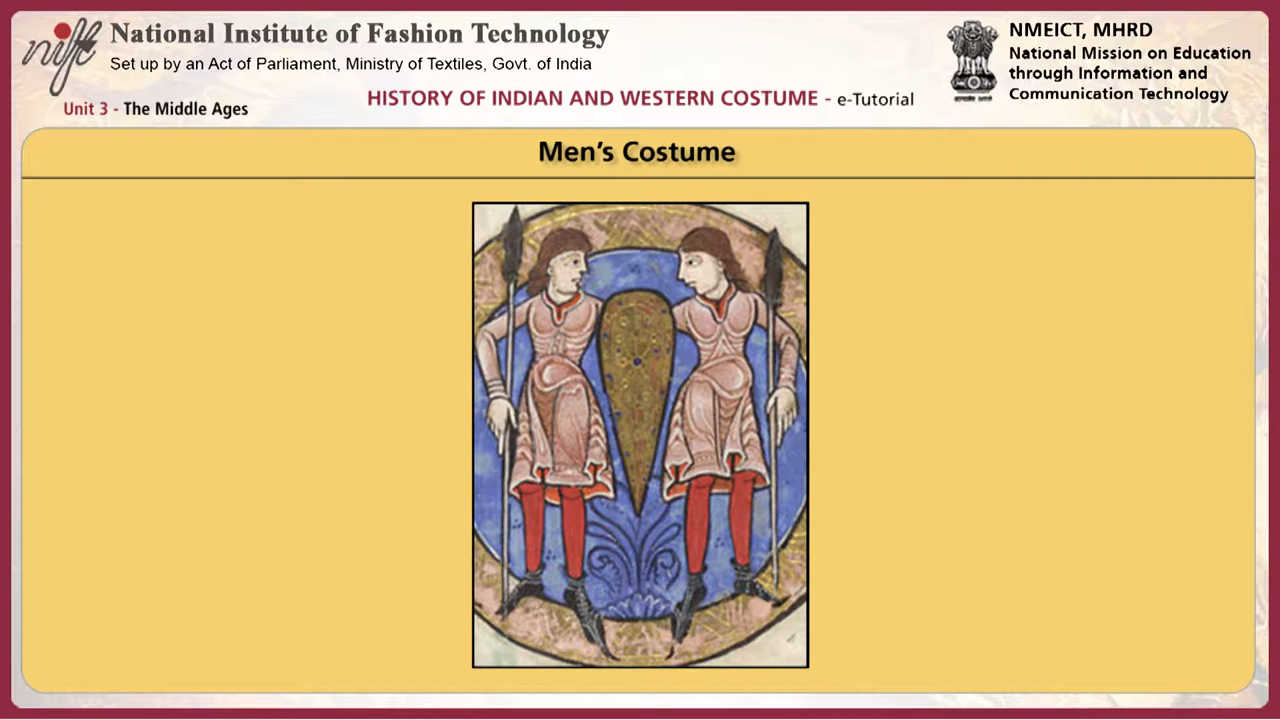 nift
National Institute of Fashion Technology
Set up by an Act of Parliament, Ministry of Textiles, Govt. of India
NMEICT, MHRD
National Mission on Education
through Information and
Communication Technology
Unit 3 - The Middle Ages
HISTORY OF INDIAN AND WESTERN COSTUME - e-Tutorial
Men's Costume